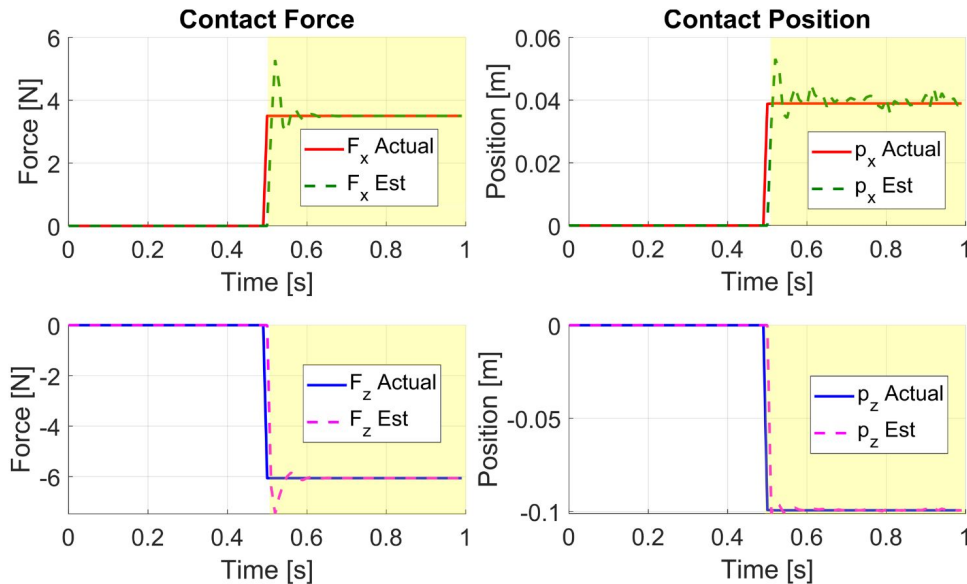 Contact Force
Force [N]
6
4
2
0
F_x Actual
F_x Est
0 0.2 0.4 0.6 0.8 1
Time [s]
Contact Position
Position [m]
0.06
0.04
0.02
0
p_x Actual
p_x Est
0 0.2 0.4 0.6 0.8 1
Time [s]
Force [N]
0
-2
-4
-6
F_z Actual
F_z Est
0 0.2 0.4 0.6 0.8 1
Time [s]
Position [m]
0
-0.05
-0.1
p_z Actual
p_z Est
0 0.2 0.4 0.6 0.8 1
Time [s]